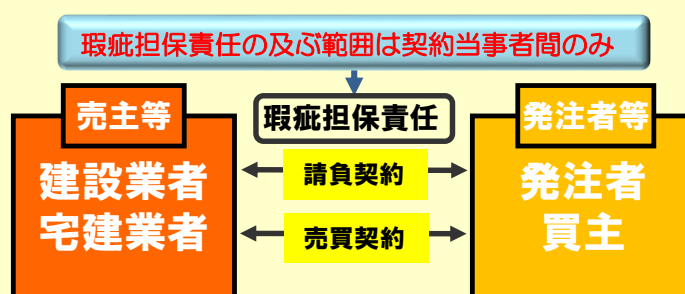 瑕疵担保責任の及ぶ範囲は契約当事者間のみ
売主等
瑕疵担保責任
発注者等
建設業者
請負契約
発注者
宅建業者
売買契約
買主